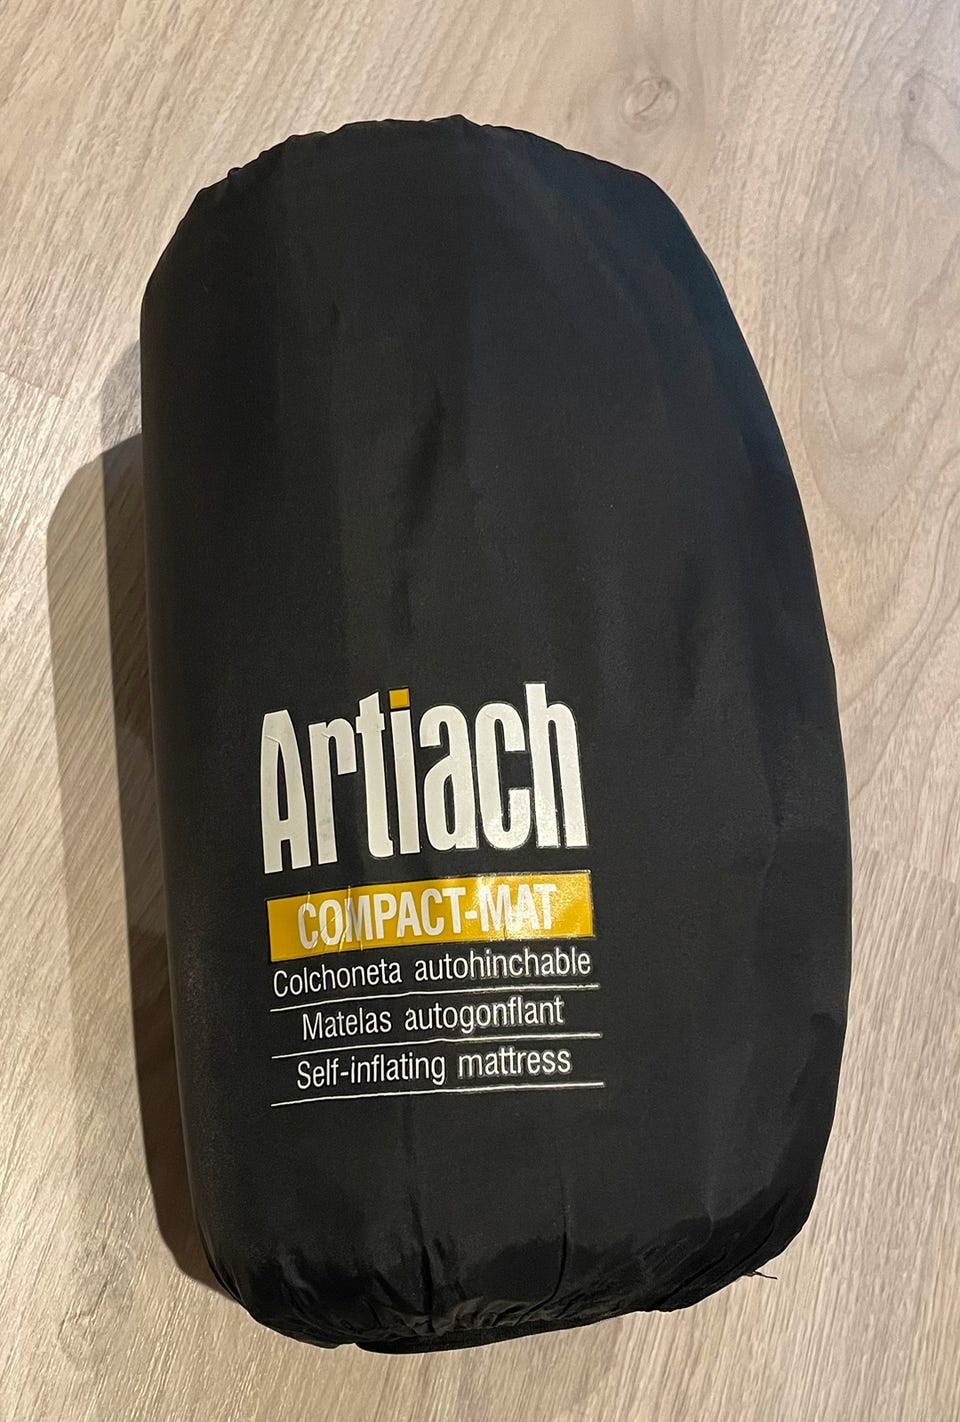 Artiach
COMPACT-MAT
Colchoneta autohinchable
Matelas autogonflant
Self-inflating mattress